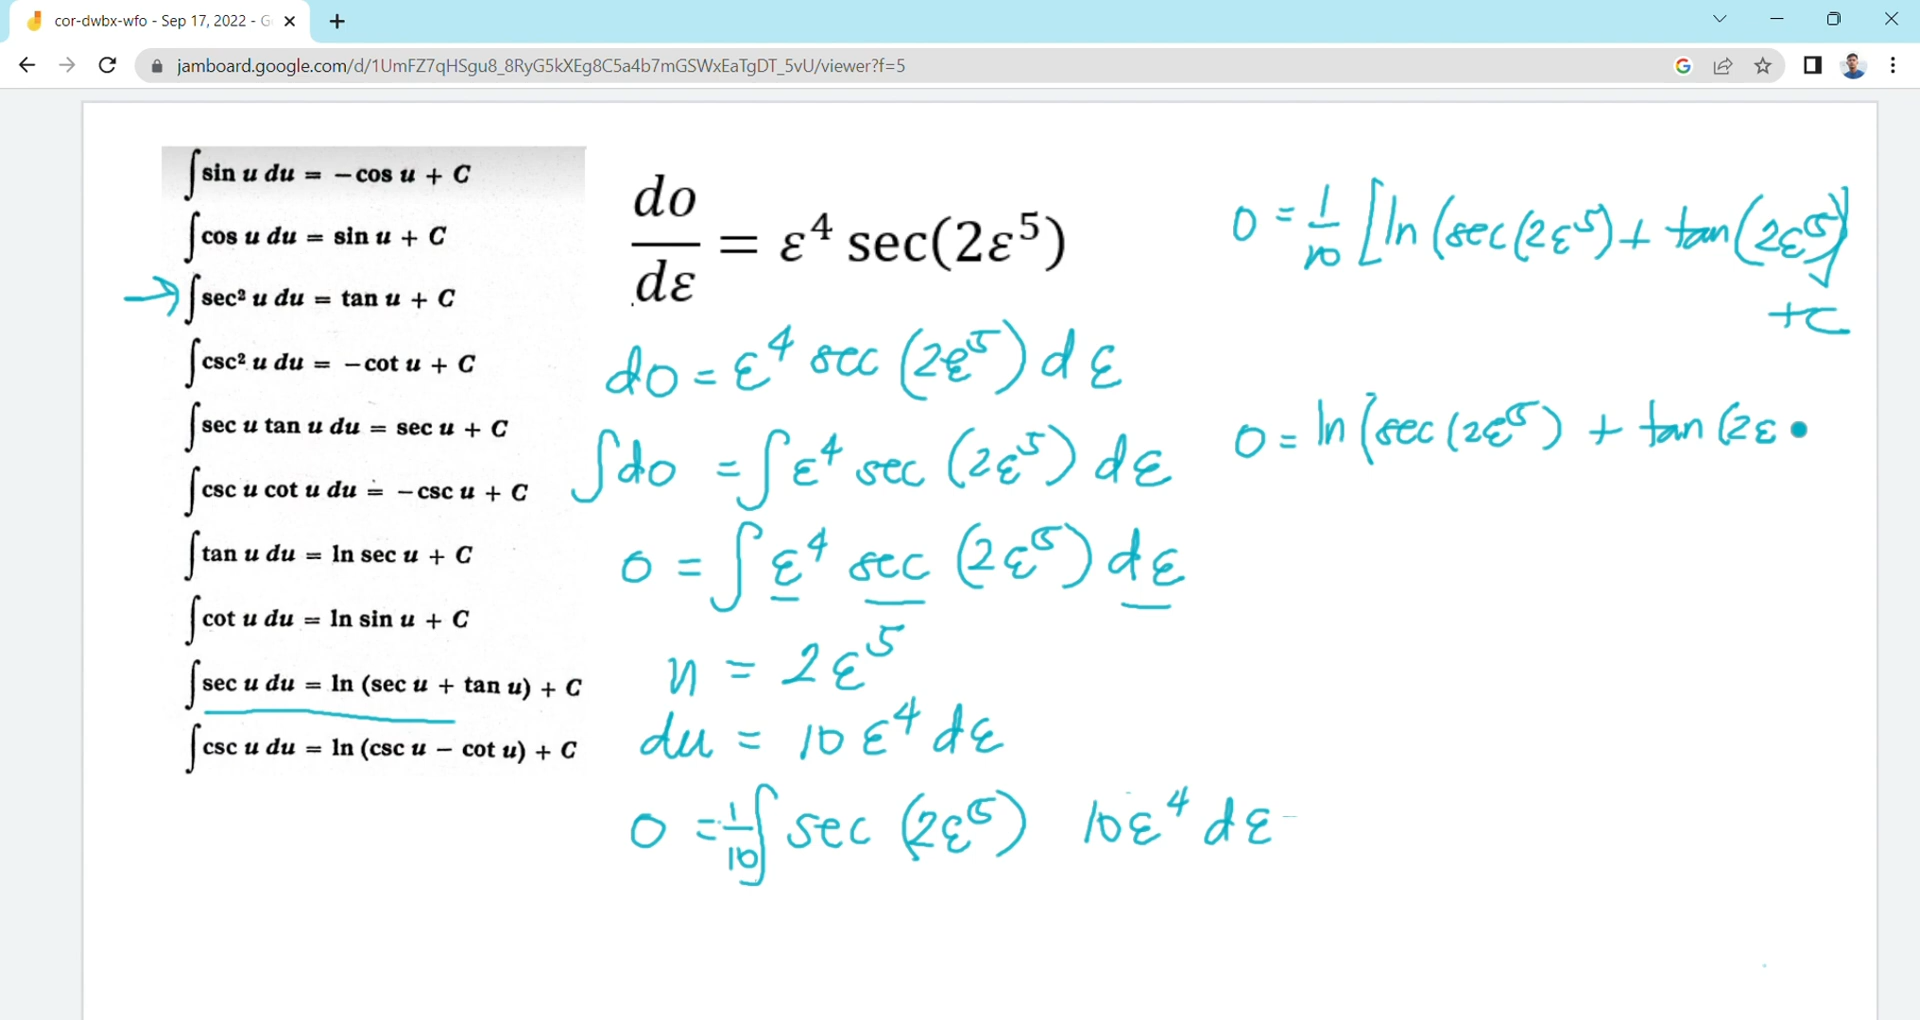 cor-dwbx-wfo - Sep 17, 2022 - G
jamboard.google.com/d/1UmFZ7qHSgu8_8RyG5kXEg8C5a4b7mGSWxEaTgDT_5vU/viewer?f=5
∫sin u du = −cos u + C
∫cos u du = sin u + C
→ ∫sec² u du = tan u + C
∫csc² u du = −cot u + C
∫sec u tan u du = sec u + C
∫csc u cot u du = −csc u + C
∫tan u du = ln sec u + C
∫cot u du = ln sin u + C
∫sec u du = ln (sec u + tan u) + C
∫csc u du = ln (csc u − cot u) + C
do/dε = ε⁴ sec(2ε⁵)
do = ε⁴ sec (2ε⁵) dε
∫do = ∫ε⁴ sec (2ε⁵) dε
o = ∫ε⁴ sec (2ε⁵) dε
u = 2ε⁵
du = 10ε⁴ dε
o = 1/10 ∫sec (2ε⁵) 10ε⁴ dε
o = 1/10 [ln (sec(2ε⁵) + tan(2ε⁵)]
+c
o = ln (sec(2ε⁵) + tan (2ε